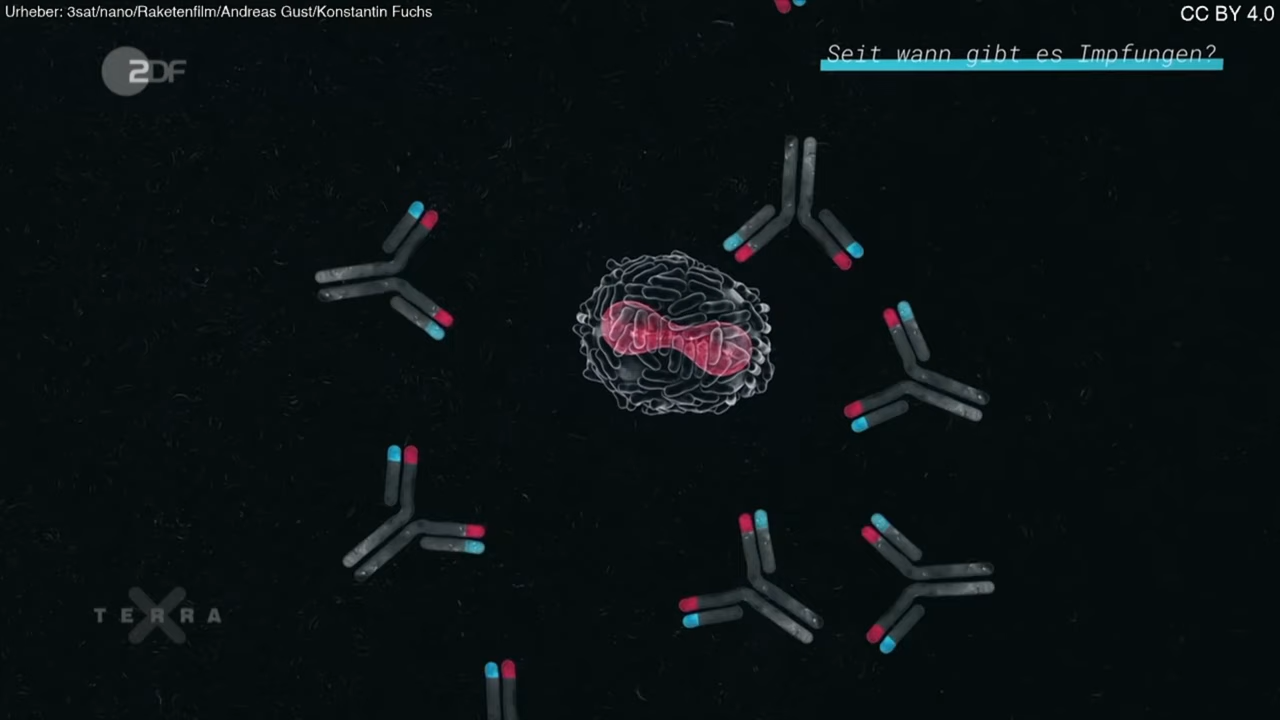 Urheber: 3sat/nano/Raketenfilm/Andreas Gust/Konstantin Fuchs
CC BY 4.0
ZDF
Seit wann gibt es Impfungen?
TERRA X